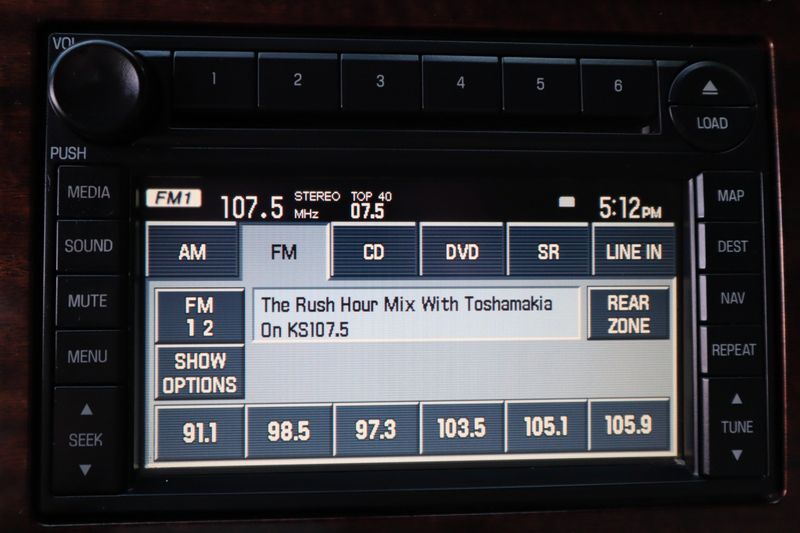 VOL
1 2 3 4 5 6
LOAD
PUSH
MEDIA
SOUND
MUTE
MENU
SEEK
FM1 107.5 STEREO MHz TOP 40 07.5 5:12PM
AM FM CD DVD SR LINE IN
FM
1 2
The Rush Hour Mix With Toshamakia
On KS107.5
REAR
ZONE
SHOW
OPTIONS
91.1 98.5 97.3 103.5 105.1 105.9
MAP
DEST
NAV
REPEAT
TUNE